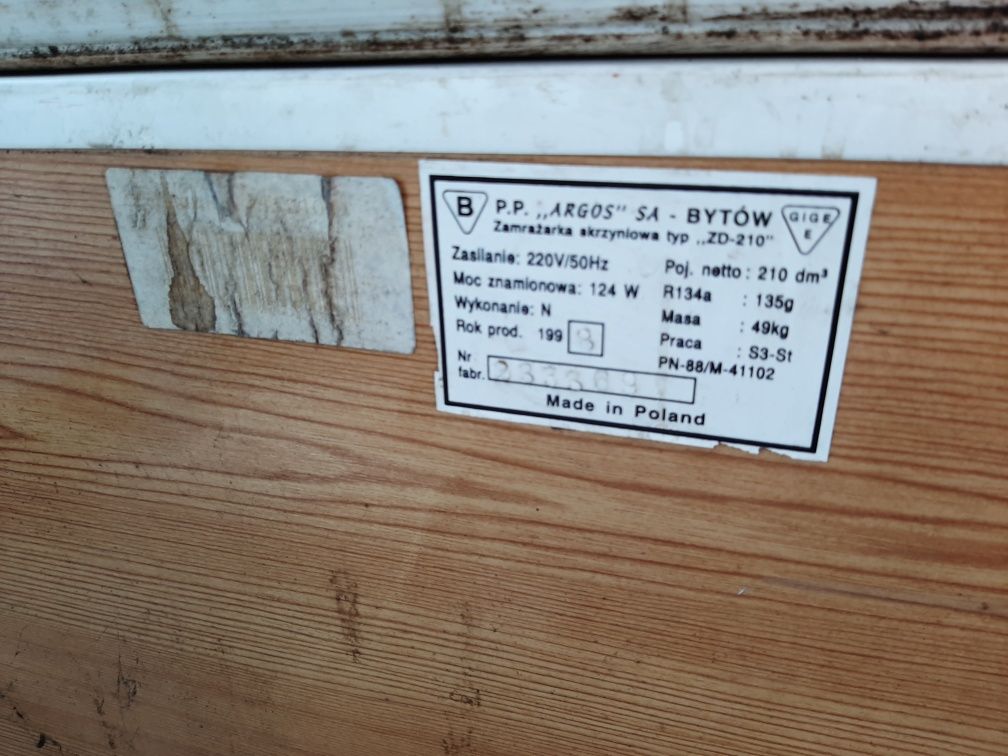 B P.P. „ARGOS" SA - BYTÓW GIGE E
Zamrażarka skrzyniowa typ „ZD-210"
Zasilanie: 220V/50Hz
Moc znamionowa: 124 W
Wykonanie: N
Rok prod. 199
Nr
fabr.
Poj. netto : 210 dm³
R134a : 135g
Masa : 49kg
Praca : S3-St
PN-88/M-41102
Made in Poland